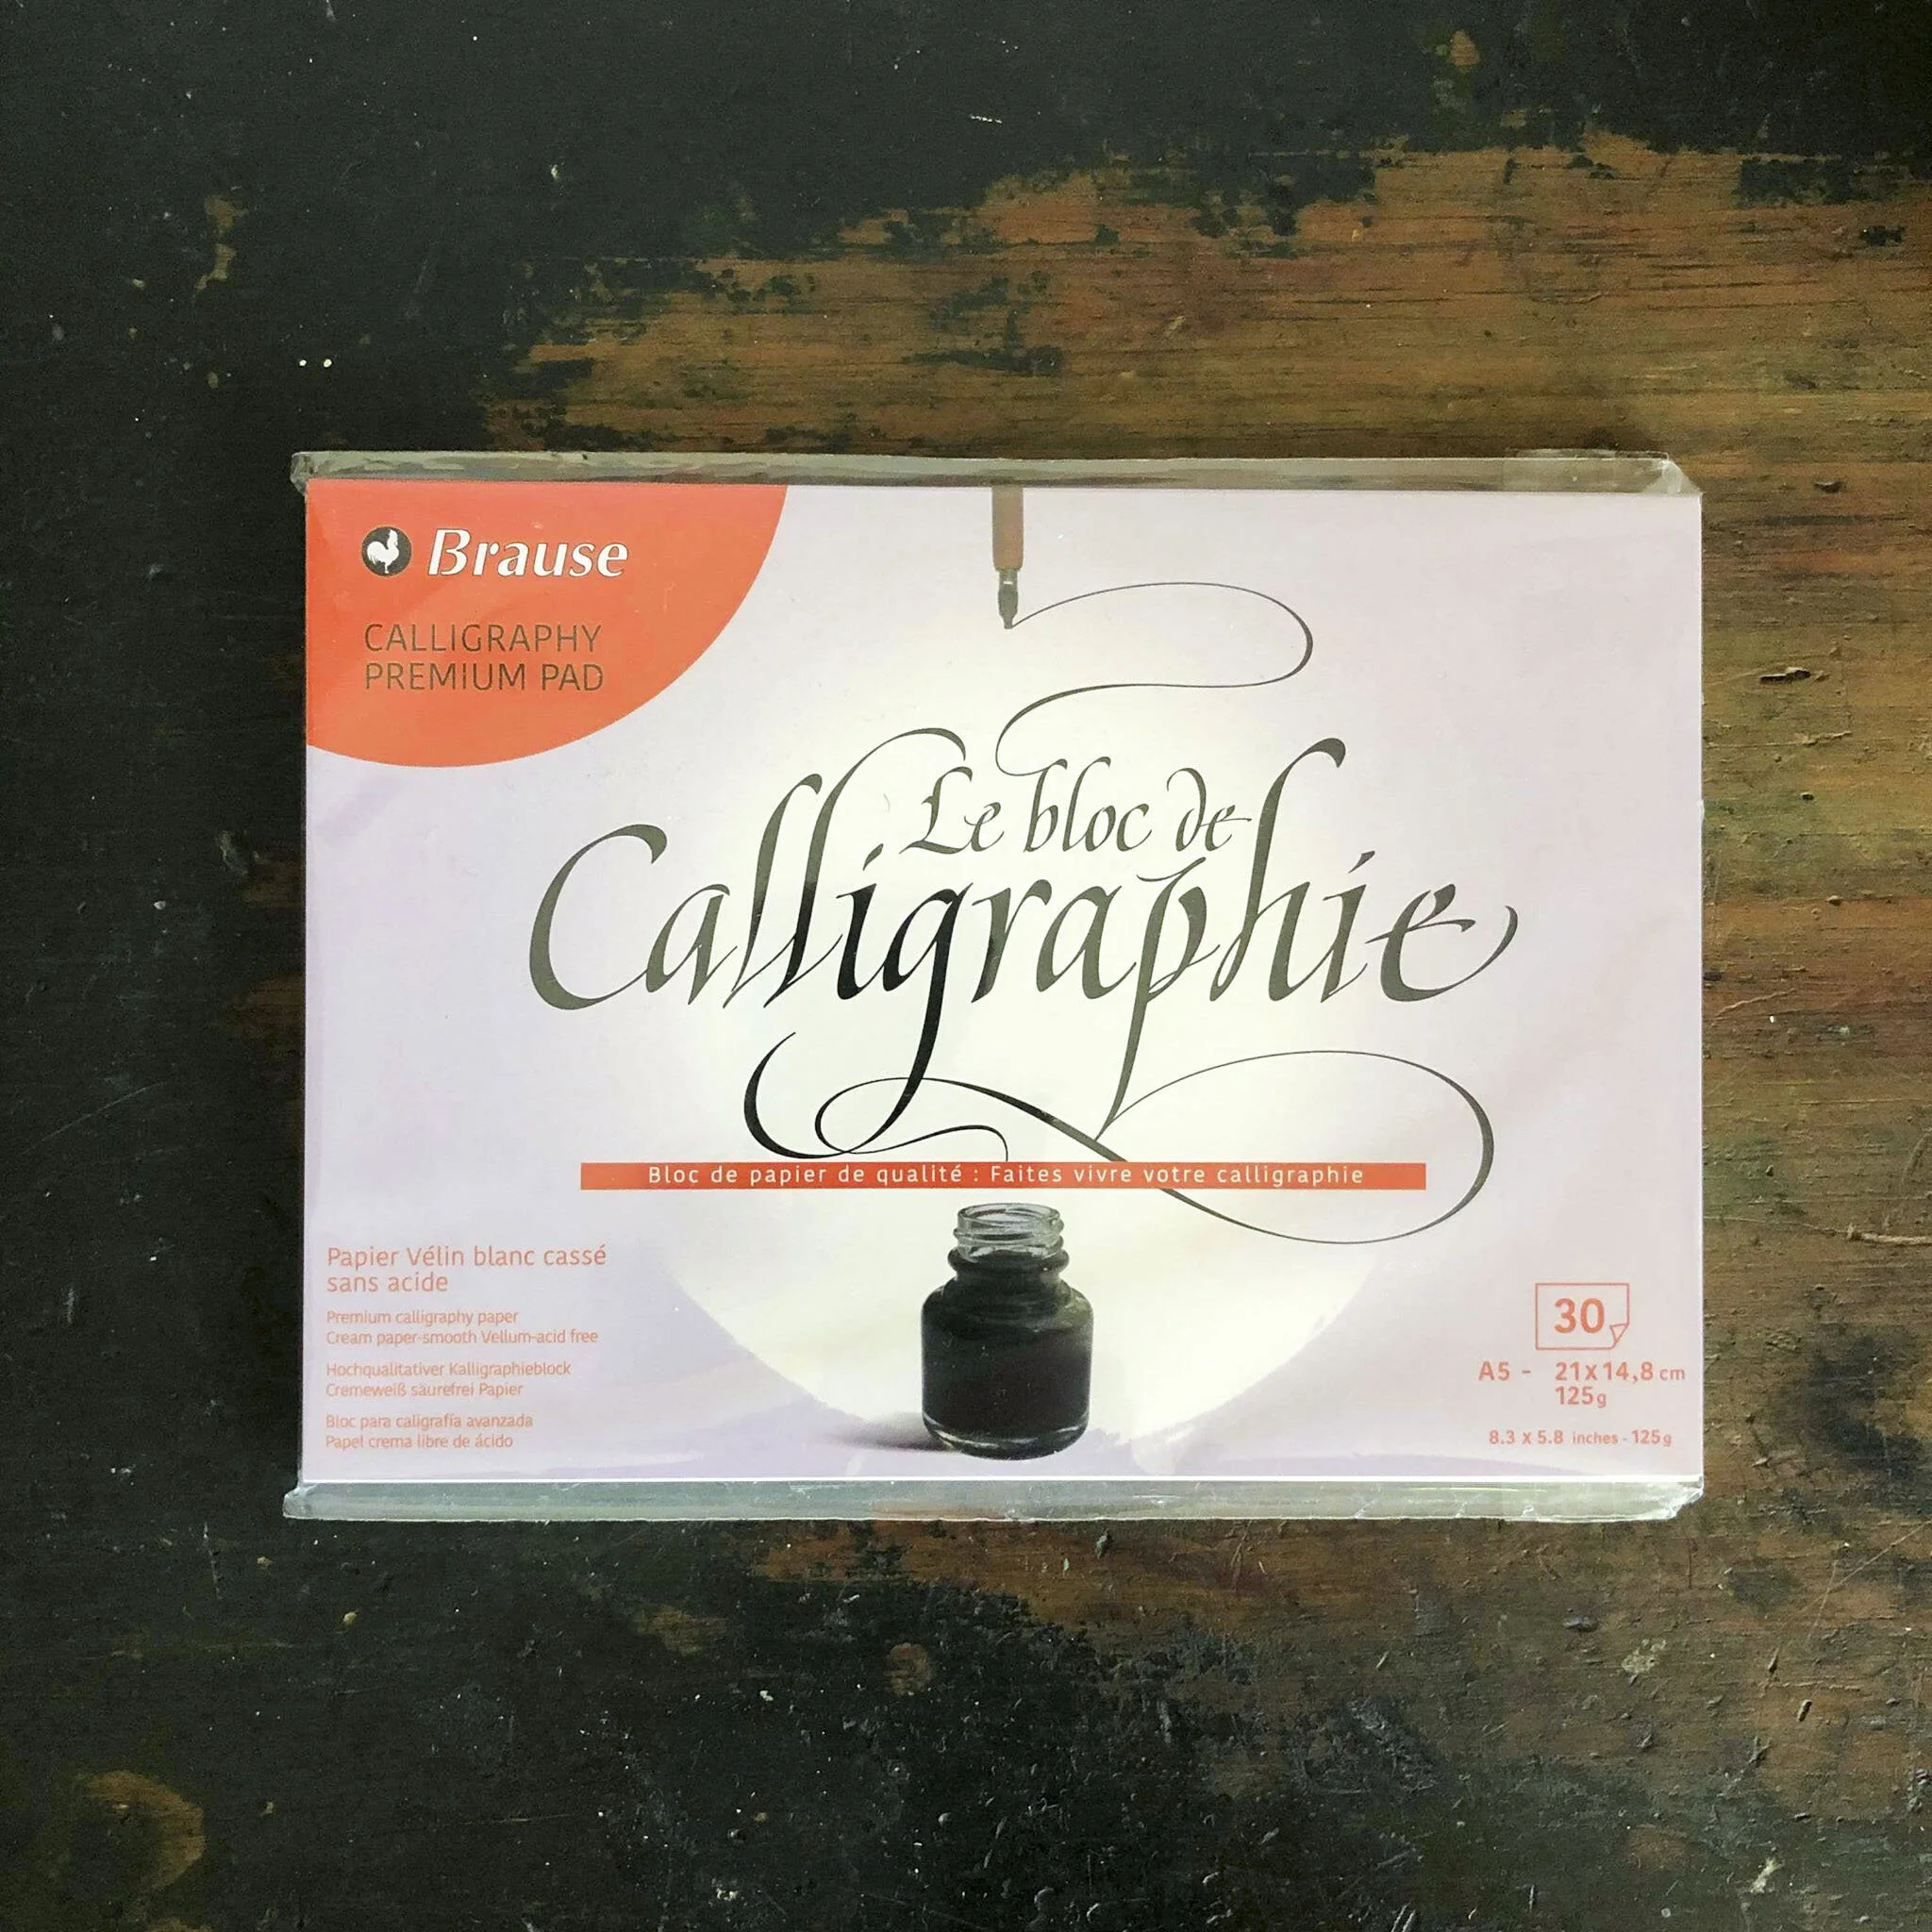 Brause
CALLIGRAPHY
PREMIUM PAD
Le bloc de
Calligraphie
Bloc de papier de qualité : Faites vivre votre calligraphie
Papier Vélin blanc cassé
sans acide
Premium calligraphy paper
Cream paper-smooth Vellum-acid free
Hochqualitativer Kalligraphieblock
Cremeweiß säurefrei Papier
Bloc para caligrafía avanzada
Papel crema libre de ácido
30
A5 - 21x14,8 cm
125g
8.3 x 5.8 inches - 125g